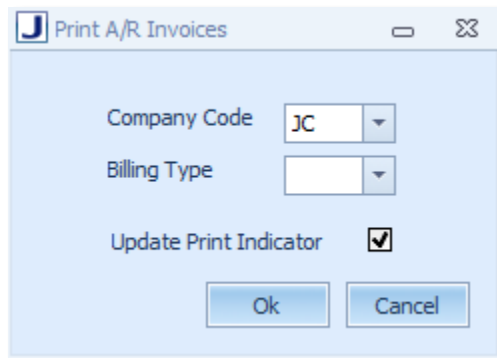 J Print A/R Invoices
Company Code JC
Billing Type
Update Print Indicator
Ok Cancel